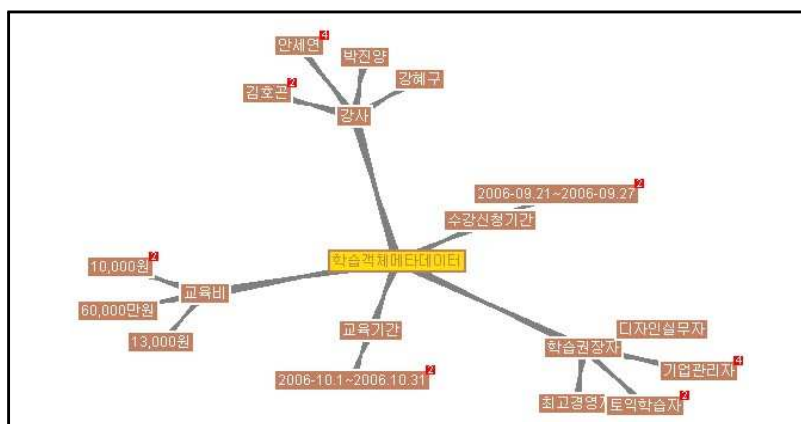 안세연 4
박진양
김호곤 2
강혜구
강사
2006-09.21~2006-09.27 2
수강신청기간
학습객체메타데이터
10,000원 2
교육비
60,000만원
13,000원
교육기간
2006-10.1~2006.10.31 2
디자인실무자
학습권장자
기업관리자 4
최고경영
토익학습자 2